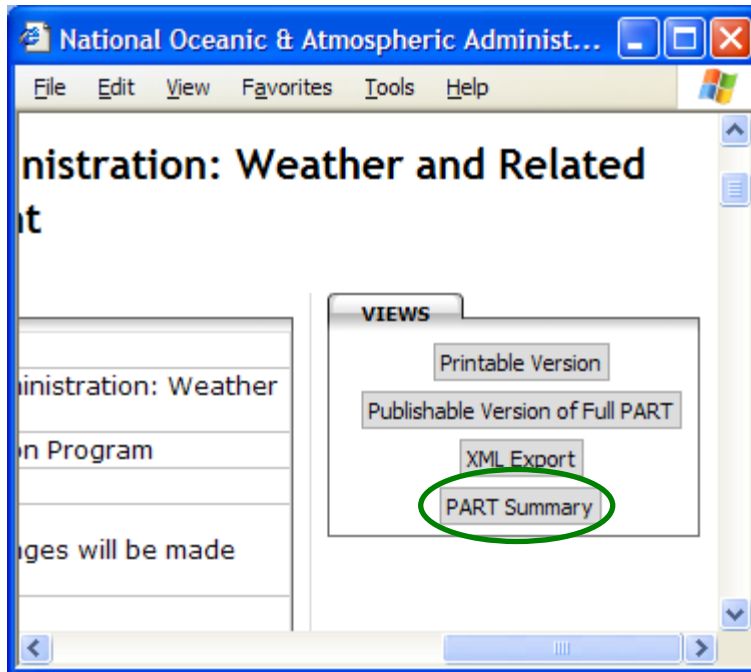 National Oceanic & Atmospheric Administ...
File Edit View Favorites Tools Help
nistration: Weather and Related
nt
VIEWS
Printable Version
inistration: Weather
Publishable Version of Full PART
on Program
XML Export
PART Summary
nges will be made